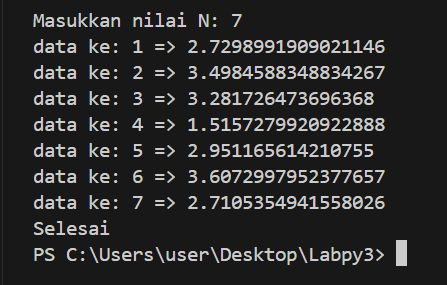 Masukkan nilai N: 7
data ke: 1 => 2.7298991909021146
data ke: 2 => 3.4984588348834267
data ke: 3 => 3.281726473696368
data ke: 4 => 1.5157279920922888
data ke: 5 => 2.951165614210755
data ke: 6 => 3.6072997952377657
data ke: 7 => 2.7105354941558026
Selesai
PS C:\Users\user\Desktop\Labpy3>